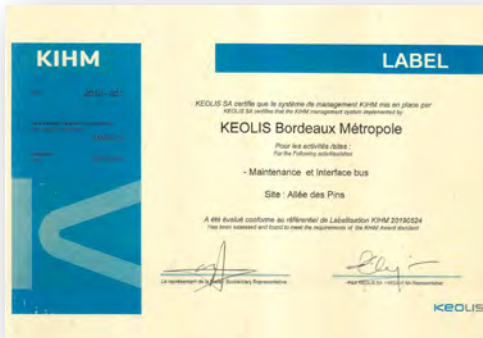 KIHM
LABEL
KEOLIS SA certifie que le système de management KIHM mis en place par
KEOLIS SA certifies that the KIHM management system implemented by
KEOLIS Bordeaux Métropole
Pour les activités /sites :
For the Following activities/sites
- Maintenance et Interface bus
Site : Allée des Pins
A été évalué conforme au référentiel de Labellisation KIHM 20190524
Has been assessed and found to meet the requirements of the KIHM Award standard
KEOLIS